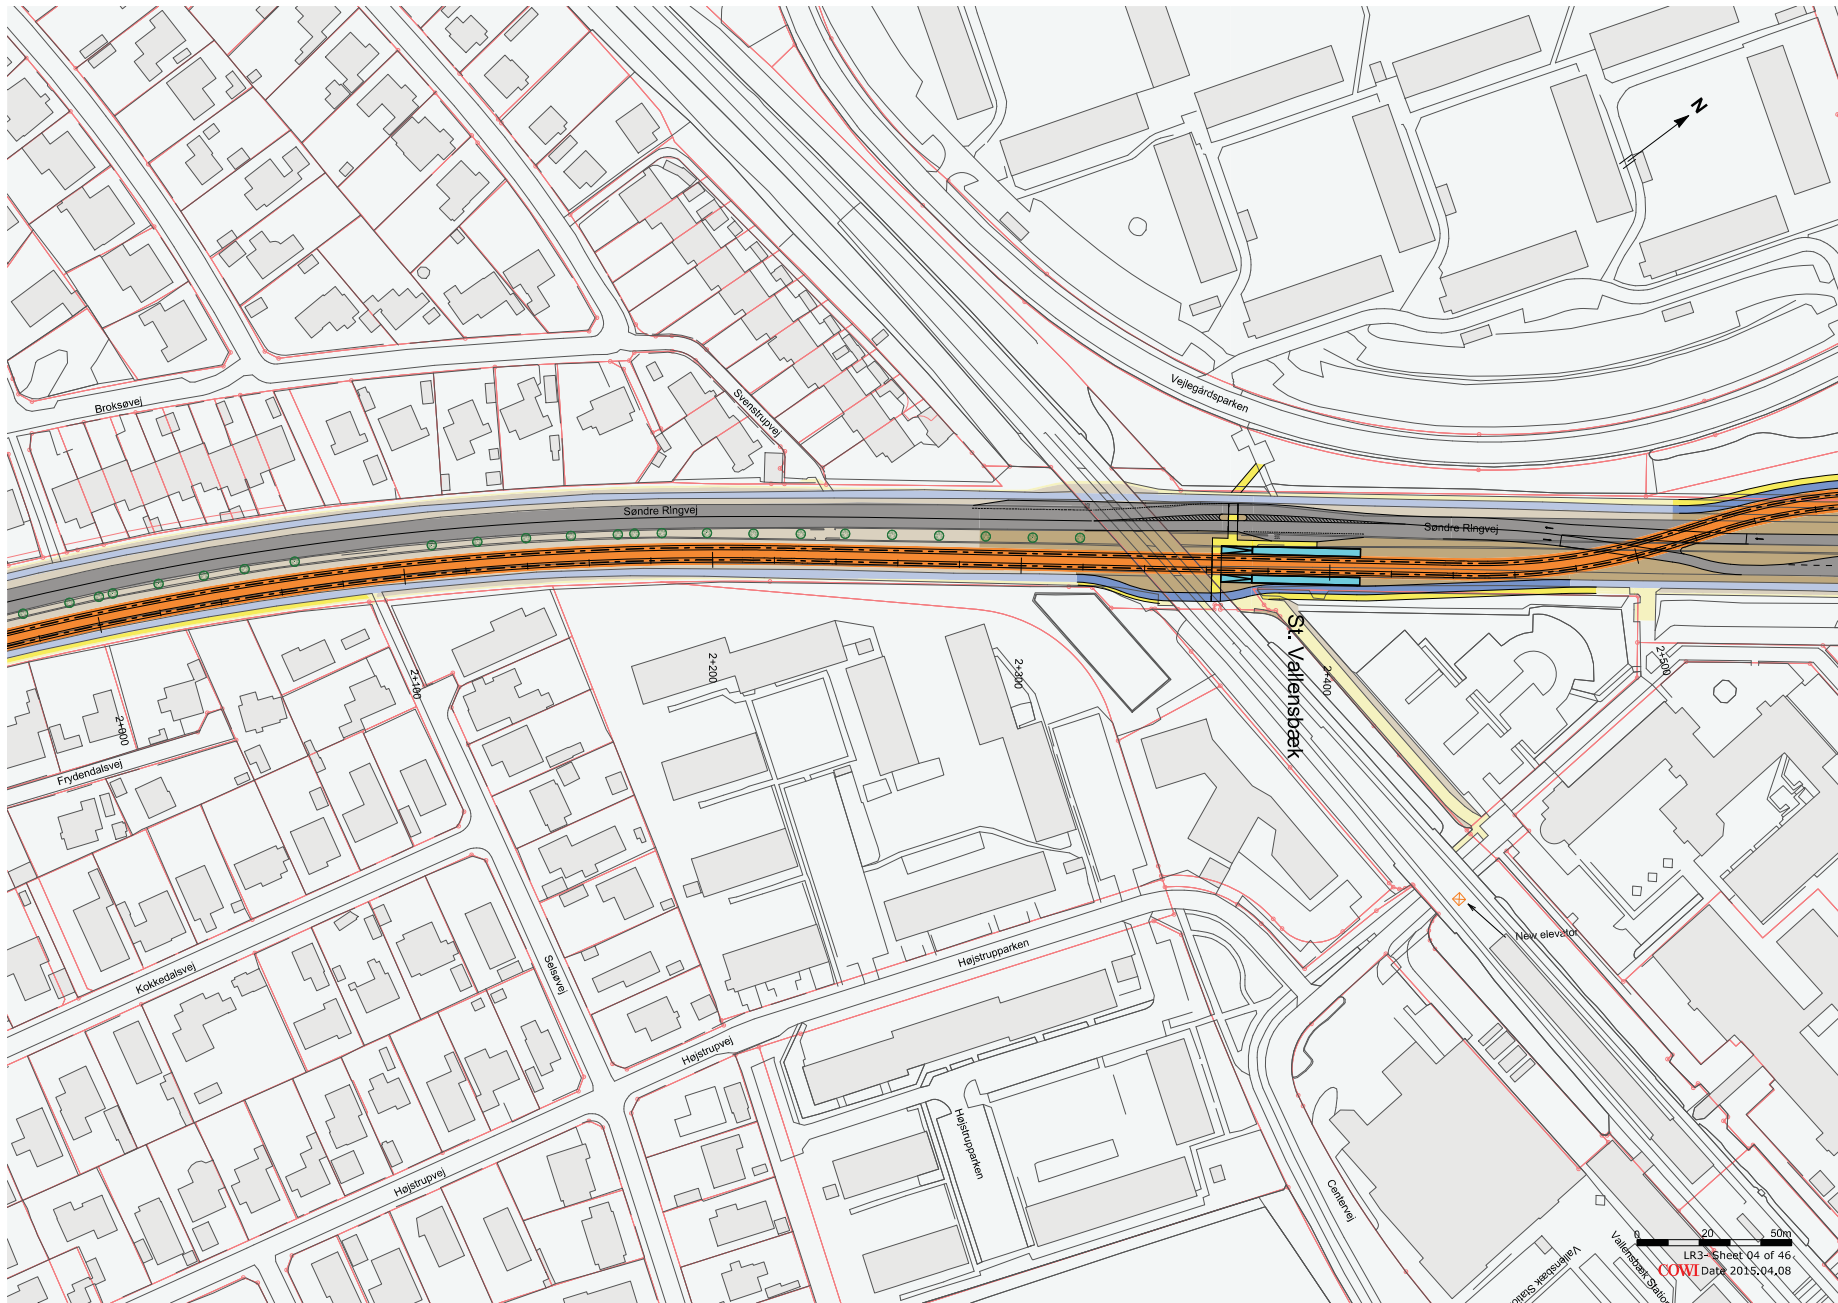 N
Vejlegårdsparken
Broksøvej
Svenstrupvej
Søndre RIngvej
Søndre RIngvej
St. Vallensbæk
2+000
2+100
2+200
2+300
2+400
2+500
Frydendalsvej
Kokkedalsvej
Selsøvej
Højstrupparken
New elevator
Højstrupvej
Højstrupparken
Højstrupvej
Centervej
Vallensbæk Station
0 20 50m
LR3- Sheet 04 of 46
COWI Date 2015.04.08